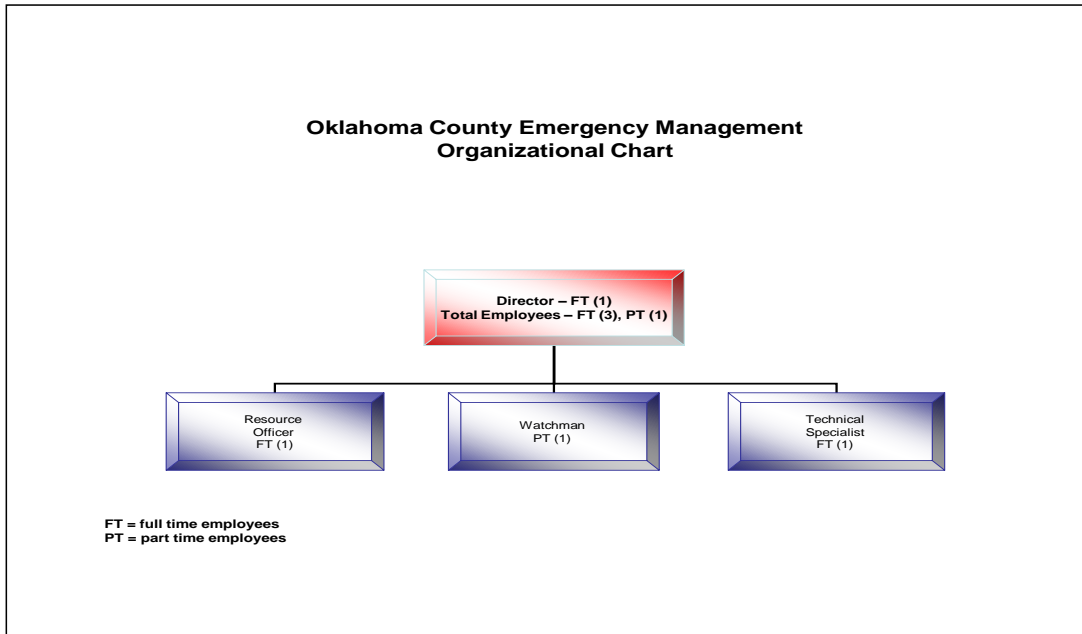 Oklahoma County Emergency Management
Organizational Chart
Director – FT (1)
Total Employees – FT (3), PT (1)
Resource
Officer
FT (1)
Watchman
PT (1)
Technical
Specialist
FT (1)
FT = full time employees
PT = part time employees